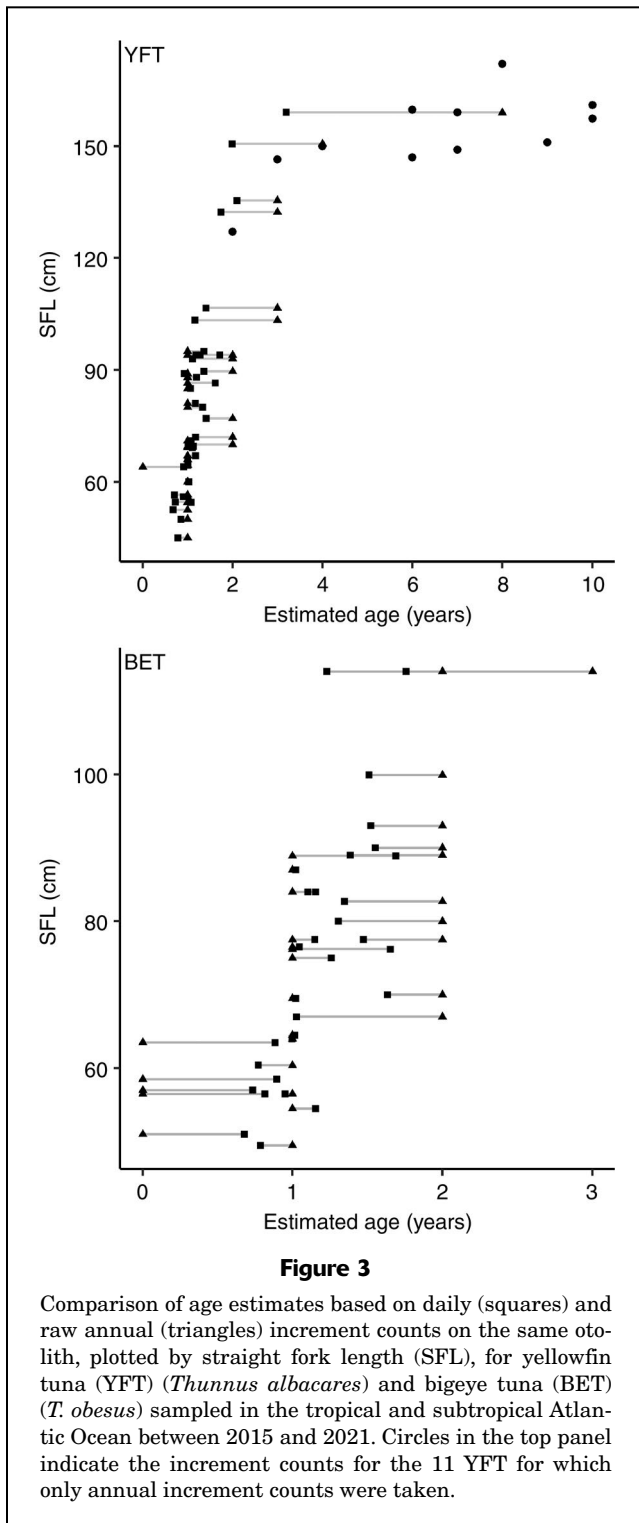 YFT
150
120
90
60
SFL (cm)
0 2 4 6 8 10
Estimated age (years)
BET
100
80
60
SFL (cm)
0 1 2 3
Estimated age (years)
Figure 3
Comparison of age estimates based on daily (squares) and
raw annual (triangles) increment counts on the same oto-
lith, plotted by straight fork length (SFL), for yellowfin
tuna (YFT) (Thunnus albacares) and bigeye tuna (BET)
(T. obesus) sampled in the tropical and subtropical Atlan-
tic Ocean between 2015 and 2021. Circles in the top panel
indicate the increment counts for the 11 YFT for which
only annual increment counts were taken.